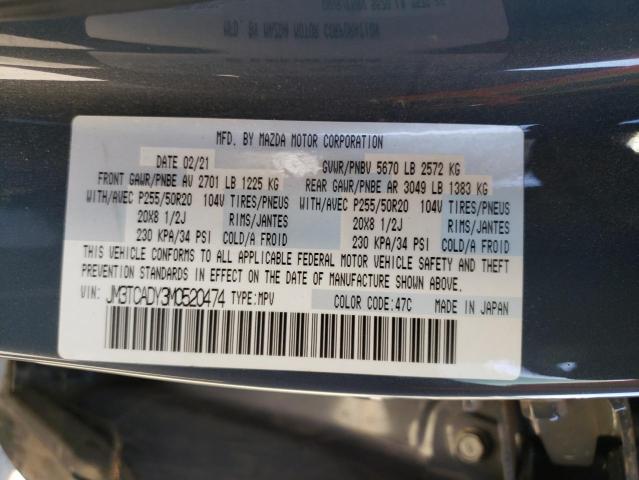 MFD. BY MAZDA MOTOR CORPORATION
DATE 02/21 GVWR/PNBV 5670 LB 2572 KG
FRONT GAWR/PNBE AV 2701 LB 1225 KG REAR GAWR/PNBE AR 3049 LB 1383 KG
WITH/AVEC P255/50R20 104V TIRES/PNEUS WITH/AVEC P255/50R20 104V TIRES/PNEUS
20X8 1/2J RIMS/JANTES 20X8 1/2J RIMS/JANTES
230 KPA/34 PSI COLD/A FROID 230 KPA/34 PSI COLD/A FROID
THIS VEHICLE CONFORMS TO ALL APPLICABLE FEDERAL MOTOR VEHICLE SAFETY AND THEFT
PREVENTION STANDARDS IN EFFECT ON THE DATE OF MANUFACTURE SHOWN ABOVE.
VIN: JM3TCADY3M0520474 TYPE:MPV COLOR CODE:47C MADE IN JAPAN